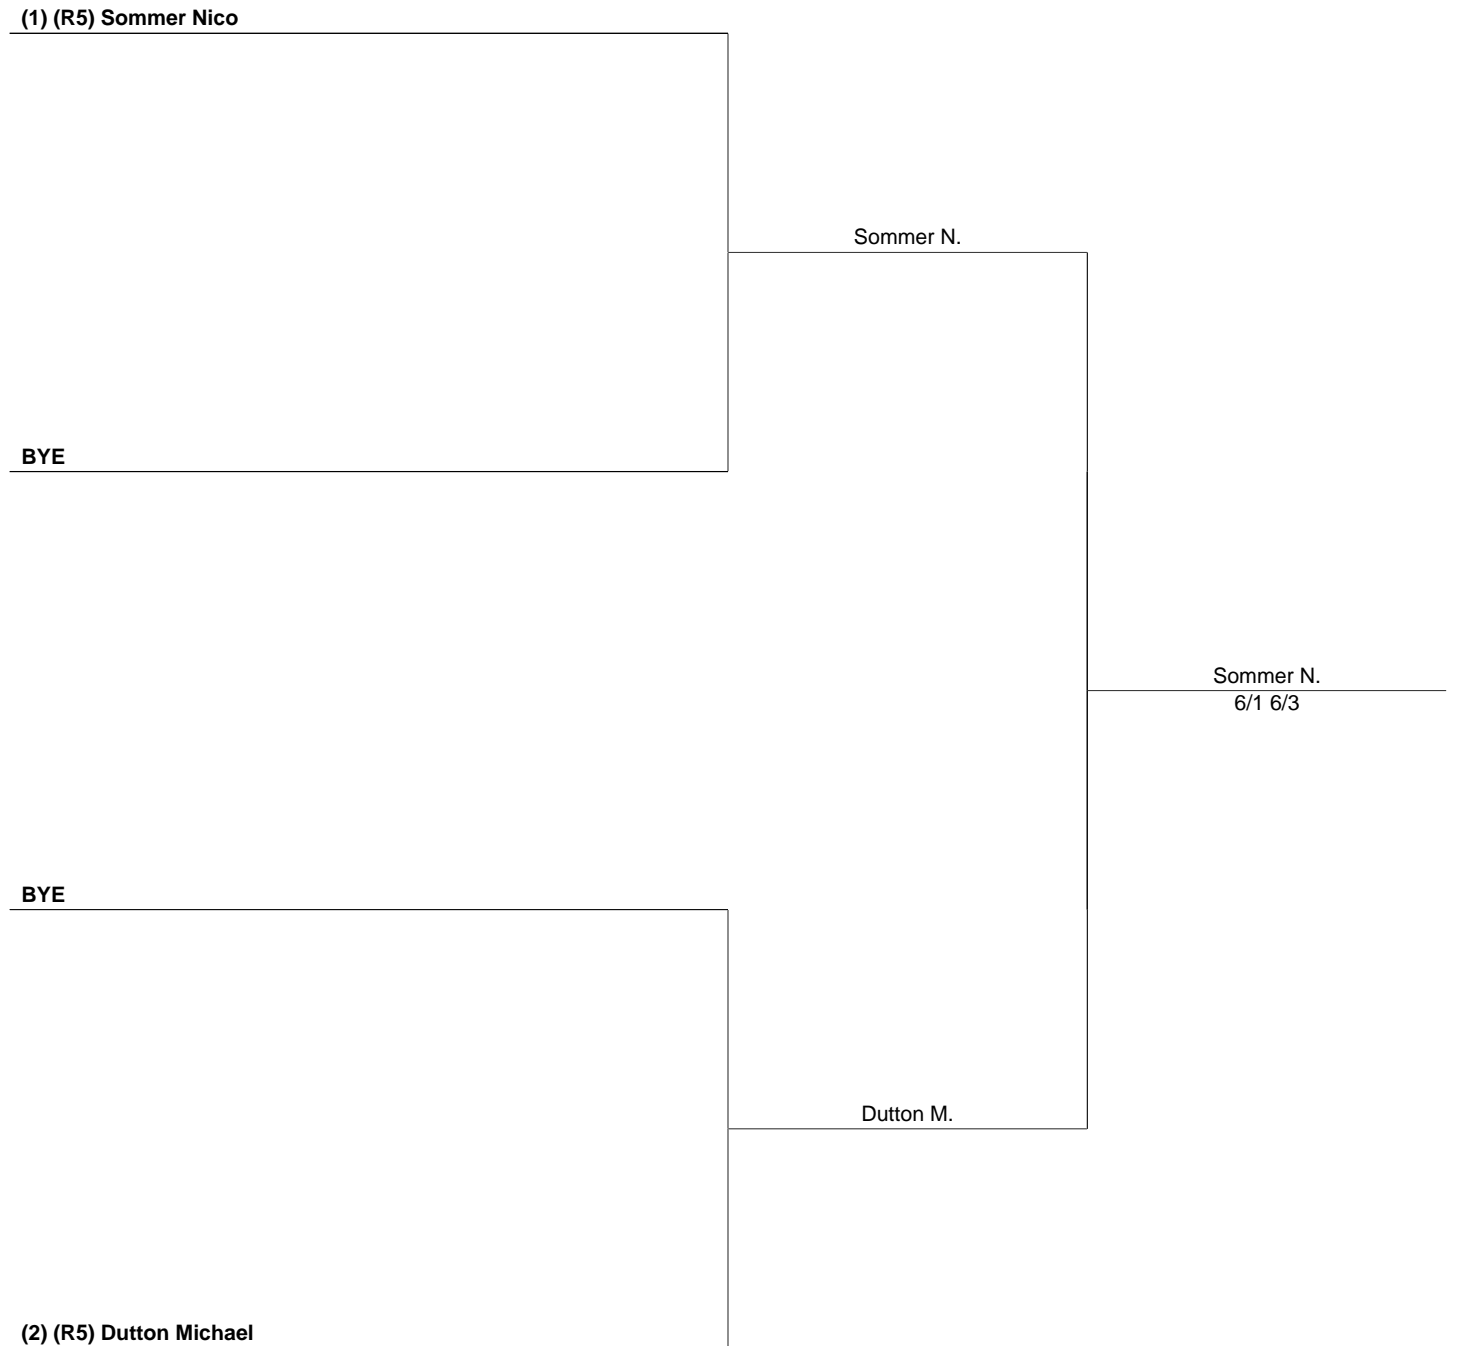 (1) (R5) Sommer Nico
Sommer N.
BYE
Sommer N.
6/1 6/3
BYE
Dutton M.
(2) (R5) Dutton Michael